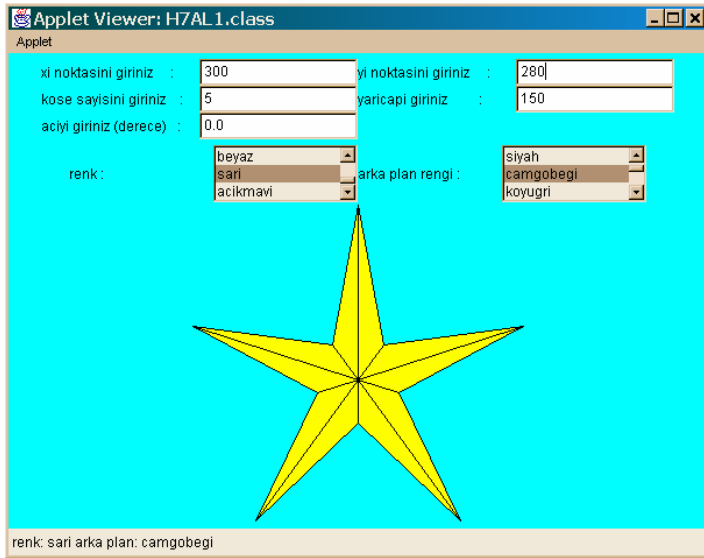 Applet Viewer: H7AL1.class
Applet
xi noktasini giriniz : 300 yi noktasini giriniz : 280
kose sayisini giriniz : 5 yaricapi giriniz : 150
aciyi giriniz (derece) : 0.0
beyaz siyah
renk : sari arka plan rengi : camgobegi
acikmavi koyugri
renk: sari arka plan: camgobegi